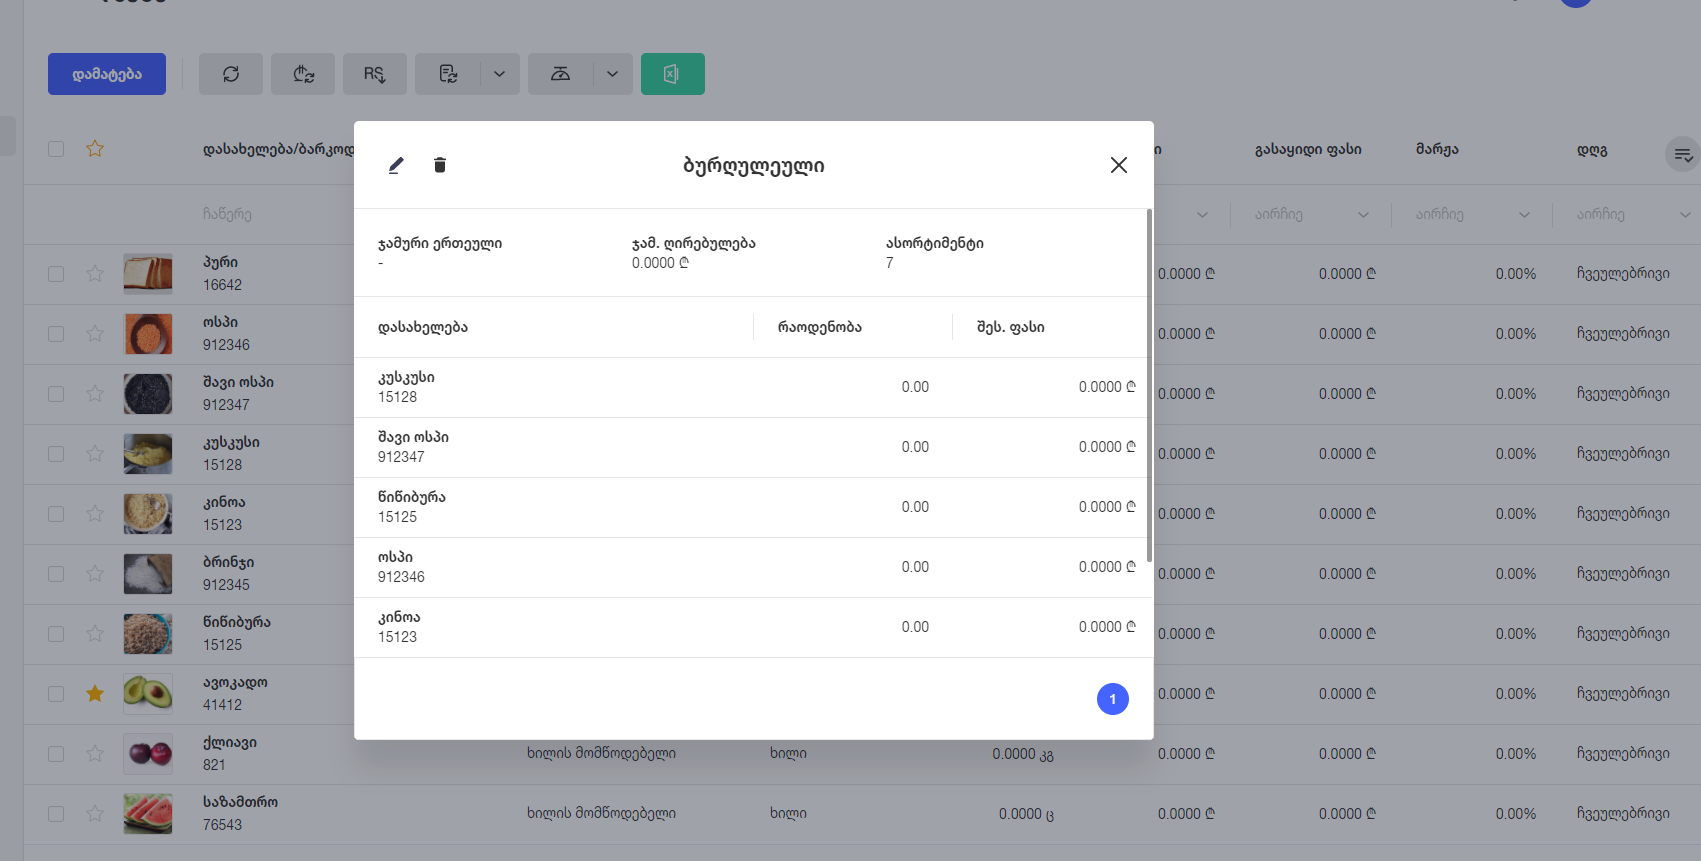 დამატება
RS
დასახელება/ბარკოდ
ი
გასაყიდი ფასი
მარჟა
დღგ
ჩაწერე
აირჩიე
აირჩიე
აირჩიე
ბურღულეული
ჯამური ერთეული
-
ჯამ. ღირებულება
0.0000 ₾
ასორტიმენტი
7
დასახელება
რაოდენობა
შეს. ფასი
კუსკუსი
15128
0.00
0.0000 ₾
შავი ოსპი
912347
0.00
0.0000 ₾
წიწიბურა
15125
0.00
0.0000 ₾
ოსპი
912346
0.00
0.0000 ₾
კინოა
15123
0.00
0.0000 ₾
1
პური
16642
0.0000 ₾
0.0000 ₾
0.00%
ჩვეულებრივი
ოსპი
912346
0.0000 ₾
0.0000 ₾
0.00%
ჩვეულებრივი
შავი ოსპი
912347
0.0000 ₾
0.0000 ₾
0.00%
ჩვეულებრივი
კუსკუსი
15128
0.0000 ₾
0.0000 ₾
0.00%
ჩვეულებრივი
კინოა
15123
0.0000 ₾
0.0000 ₾
0.00%
ჩვეულებრივი
ბრინჯი
912345
0.0000 ₾
0.0000 ₾
0.00%
ჩვეულებრივი
წიწიბურა
15125
0.0000 ₾
0.0000 ₾
0.00%
ჩვეულებრივი
ავოკადო
41412
0.0000 ₾
0.0000 ₾
0.00%
ჩვეულებრივი
ქლიავი
821
ხილის მომწოდებელი
ხილი
0.0000 კგ
0.0000 ₾
0.0000 ₾
0.00%
ჩვეულებრივი
საზამთრო
76543
ხილის მომწოდებელი
ხილი
0.0000 ც
0.0000 ₾
0.0000 ₾
0.00%
ჩვეულებრივი